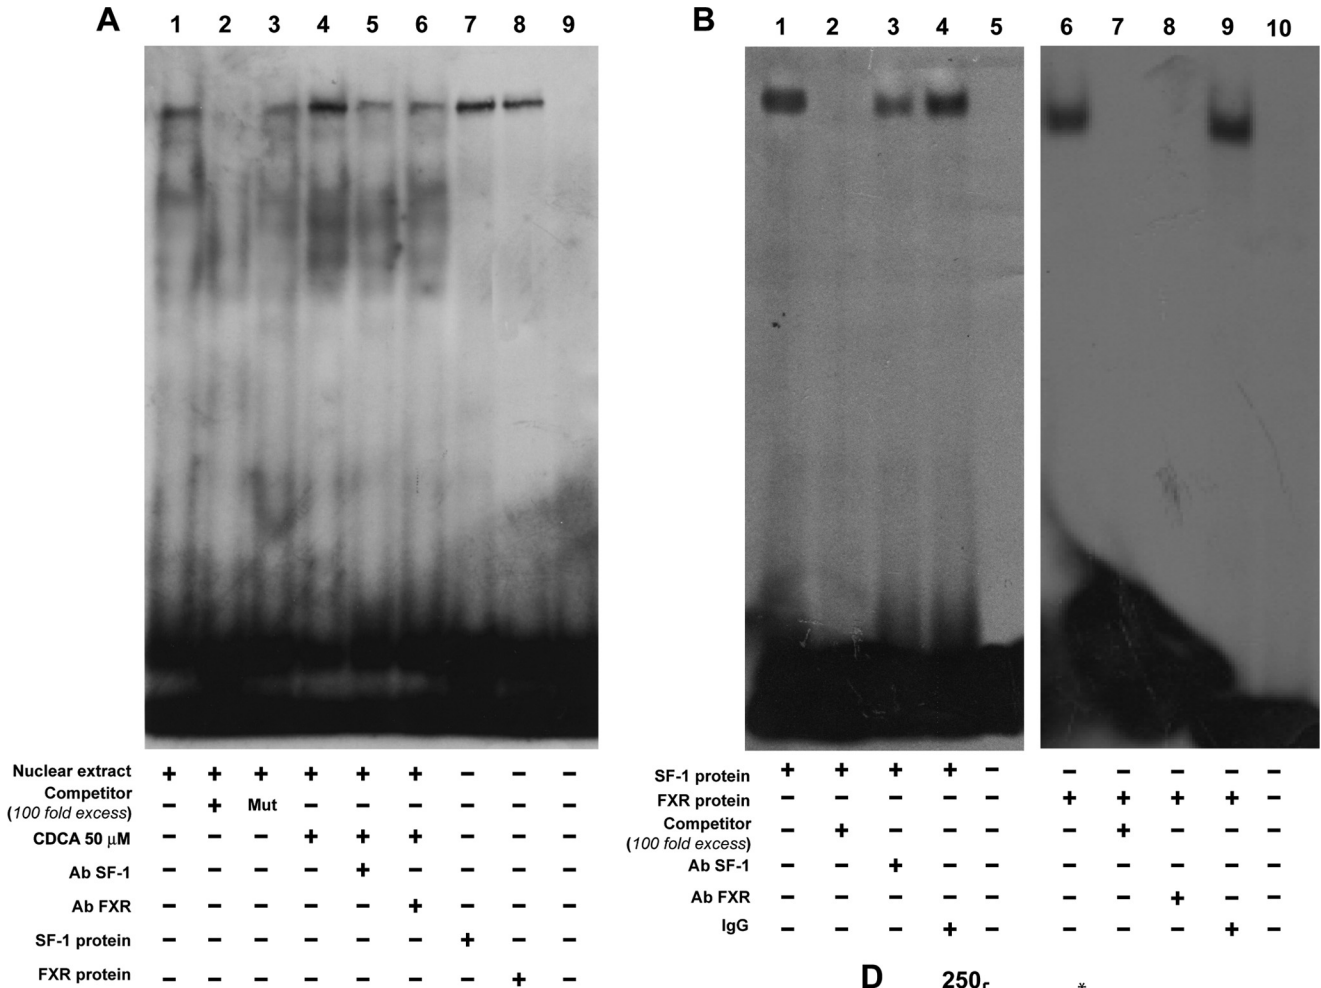 A 1 2 3 4 5 6 7 8 9
B 1 2 3 4 5 6 7 8 9 10
Nuclear extract + + + + + + − − −
Competitor
(100 fold excess) − + Mut − − − − − −
CDCA 50 μM − − − + + + − − −
Ab SF-1 − − − − + − − − −
Ab FXR − − − − − + − − −
SF-1 protein − − − − − − + − −
FXR protein − − − − − − − + −
SF-1 protein + + + + − − − − − −
FXR protein − − − − − + + + + −
Competitor
(100 fold excess) − + − − − − + − − −
Ab SF-1 − − + − − − − − − −
Ab FXR − − − − − − − + − −
IgG − − − + − − − − + −
D 250 *